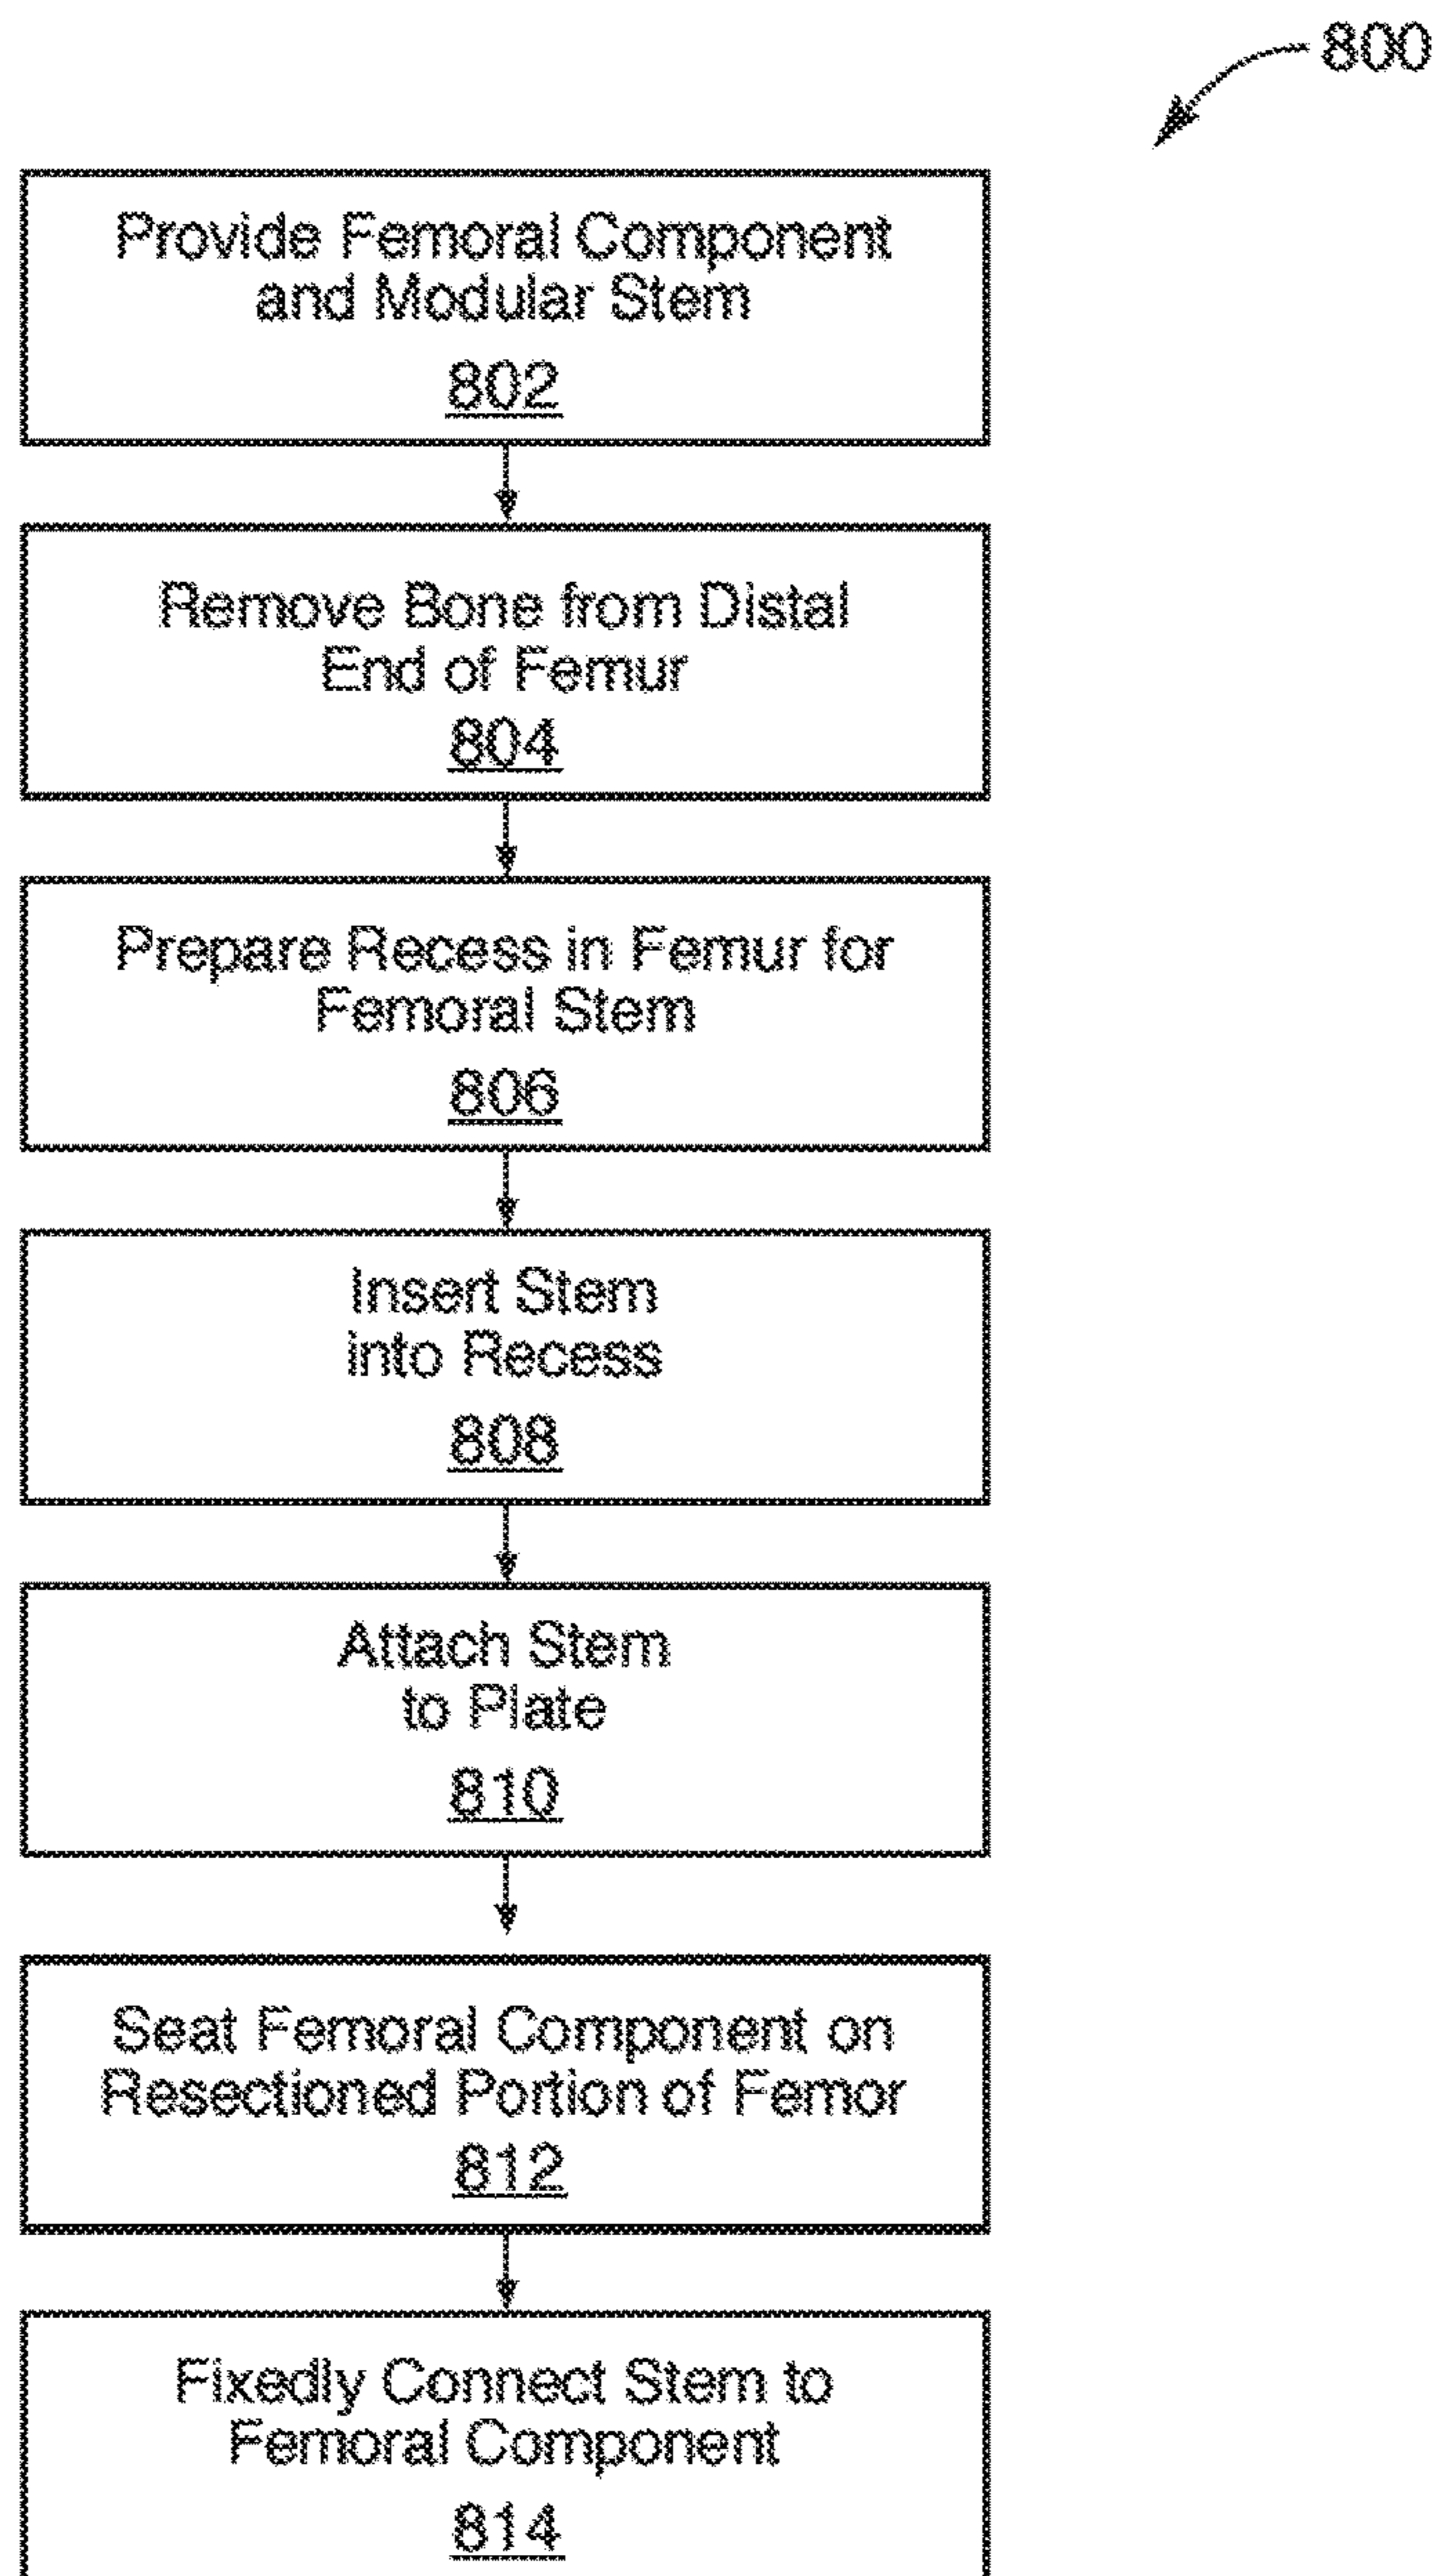 800
Provide Femoral Component
and Modular Stem
802
Remove Bone from Distal
End of Femur
804
Prepare Recess in Femur for
Femoral Stem
806
Insert Stem
into Recess
808
Attach Stem
to Plate
810
Seat Femoral Component on
Resectioned Portion of Femor
812
Fixedly Connect Stem to
Femoral Component
814